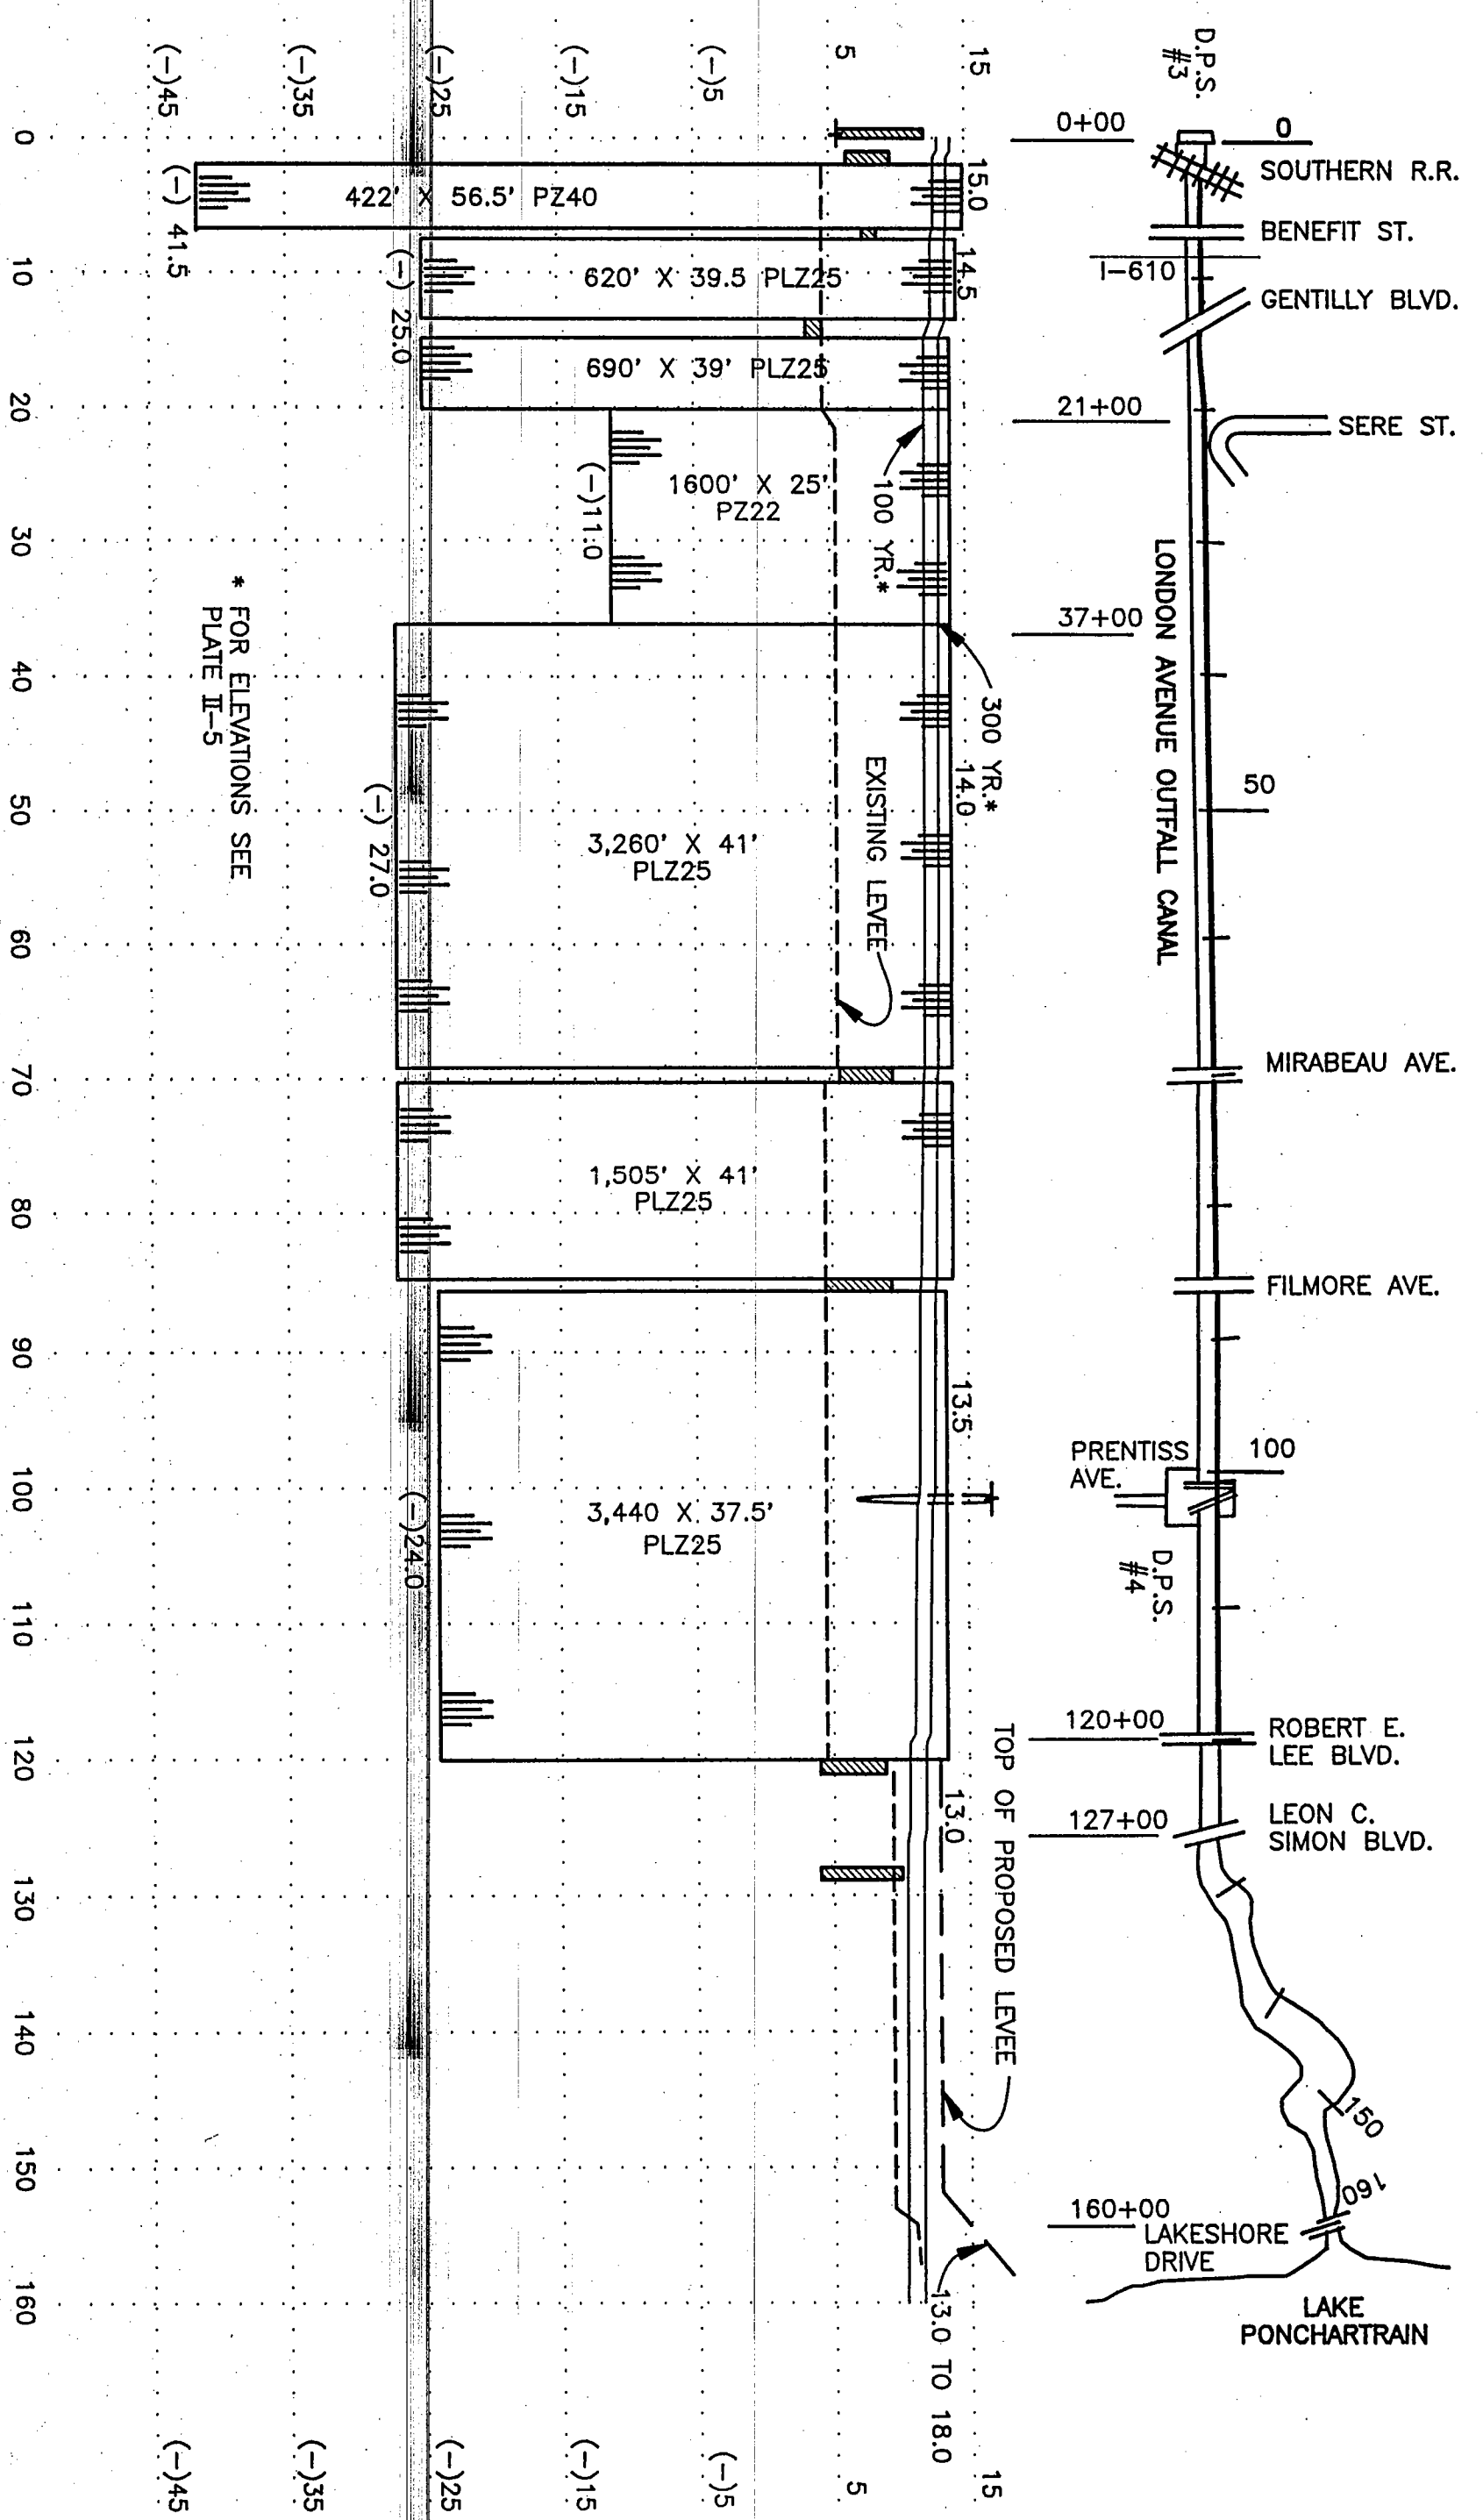 D.P.S.
#3
0+00
0
SOUTHERN R.R.
BENEFIT ST.
I-610
GENTILLY BLVD.
21+00
SERE ST.
37+00
LONDON AVENUE OUTFALL CANAL
50
MIRABEAU AVE.
FILMORE AVE.
PRENTISS
AVE.
100
D.P.S.
#4
120+00
ROBERT E.
LEE BLVD.
127+00
LEON C.
SIMON BLVD.
150
160
160+00
LAKESHORE
DRIVE
LAKE
PONCHARTRAIN
15
5
(-)5
(-)15
(-)25
(-)35
(-)45
15.0
422' X 56.5' PZ40
(-) 41.5
14.5
620' X 39.5 PLZ25
(-) 25.0
690' X 39' PLZ25
1600' X 25'
PZ22
(-)11.0
100 YR.*
300 YR.*
14.0
EXISTING LEVEE
3,260' X 41'
PLZ25
(-) 27.0
1,505' X 41'
PLZ25
13.5
3,440 X 37.5'
PLZ25
(-)24.0
13.0
TOP OF PROPOSED LEVEE
13.0 TO 18.0
* FOR ELEVATIONS SEE
PLATE II-5
15
5
(-)5
(-)15
(-)25
(-)35
(-)45
0
10
20
30
40
50
60
70
80
90
100
110
120
130
140
150
160